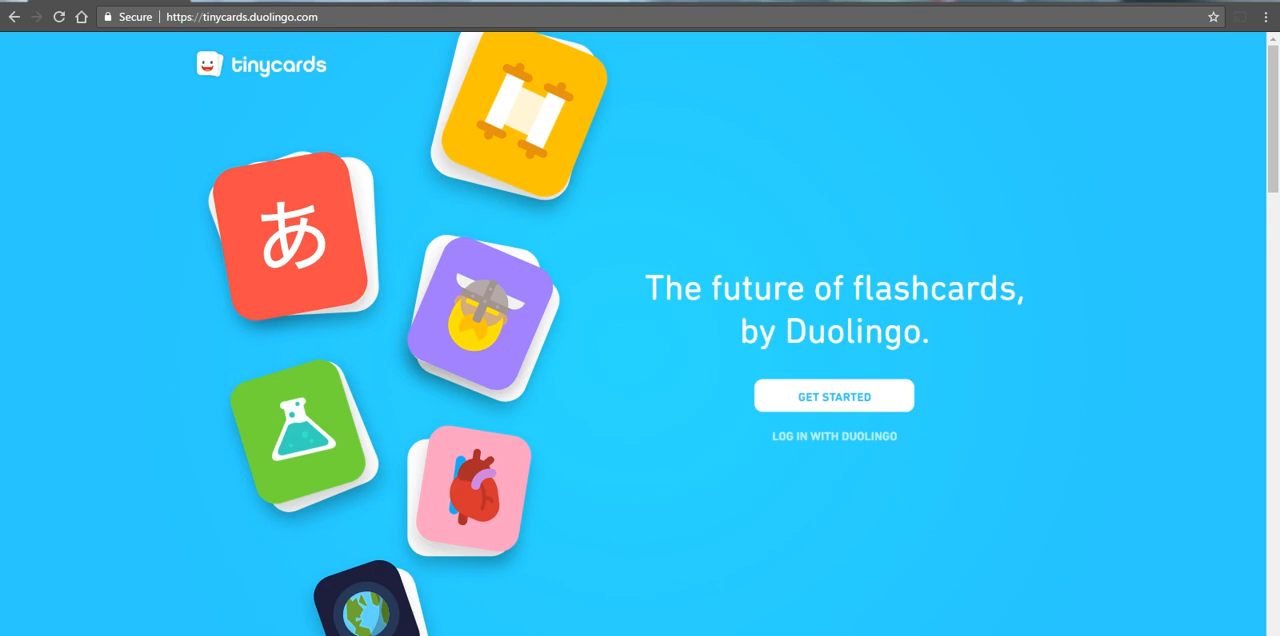 Secure
https://tinycards.duolingo.com
tinycards
あ
The future of flashcards,
by Duolingo.
GET STARTED
LOG IN WITH DUOLINGO